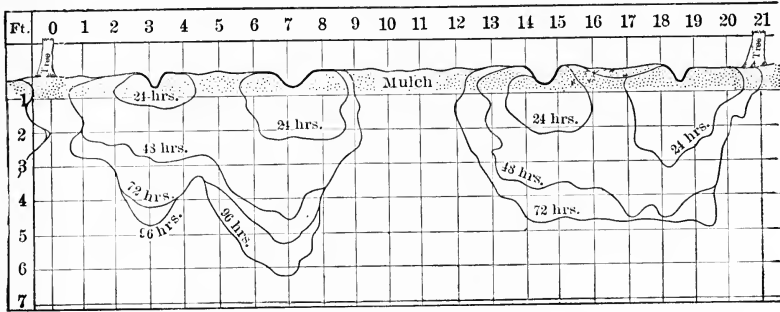 Ft. 0 1 2 3 4 5 6 7 8 9 10 11 12 13 14 15 16 17 18 19 20 21
Tree
Tree
Mulch
1
24 hrs.
24 hrs.
24 hrs.
2
48 hrs.
24 hrs.
3
48 hrs.
72 hrs.
72 hrs.
4
96 hrs.
96 hrs.
5
6
7